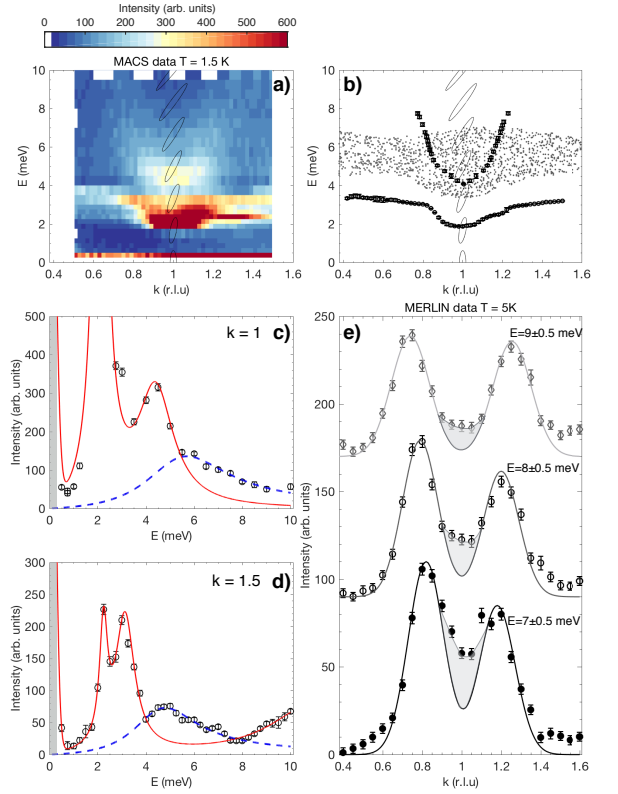 Intensity (arb. units)
0 100 200 300 400 500 600
MACS data T = 1.5 K
a)
b)
10
8
6
4
2
0
E (meV)
0.4 0.6 0.8 1 1.2 1.4 1.6
k (r.l.u)
10
8
6
4
2
0
E (meV)
0.4 0.6 0.8 1 1.2 1.4 1.6
k (r.l.u)
c)
k = 1
500
400
300
200
100
0
Intensity (arb. units)
0 2 4 6 8 10
E (meV)
d)
k = 1.5
300
250
200
150
100
50
0
Intensity (arb. units)
0 2 4 6 8 10
E (meV)
MERLIN data T = 5K
e)
E=9±0.5 meV
E=8±0.5 meV
E=7±0.5 meV
250
200
150
100
50
0
Intensity (arb. units)
0.4 0.6 0.8 1 1.2 1.4 1.6
k (r.l.u)